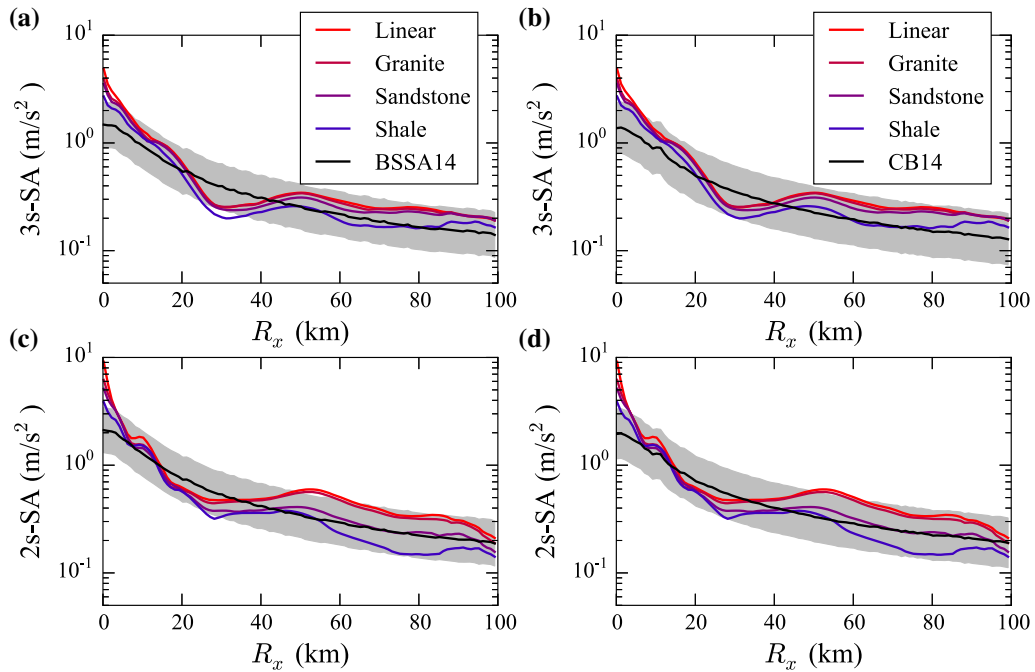 (a)
10^1
10^0
10^-1
3s-SA (m/s^2)
Linear
Granite
Sandstone
Shale
BSSA14
0 20 40 60 80 100
R_x (km)
(b)
10^1
10^0
10^-1
3s-SA (m/s^2)
Linear
Granite
Sandstone
Shale
CB14
0 20 40 60 80 100
R_x (km)
(c)
10^1
10^0
10^-1
2s-SA (m/s^2)
0 20 40 60 80 100
R_x (km)
(d)
10^1
10^0
10^-1
2s-SA (m/s^2)
0 20 40 60 80 100
R_x (km)